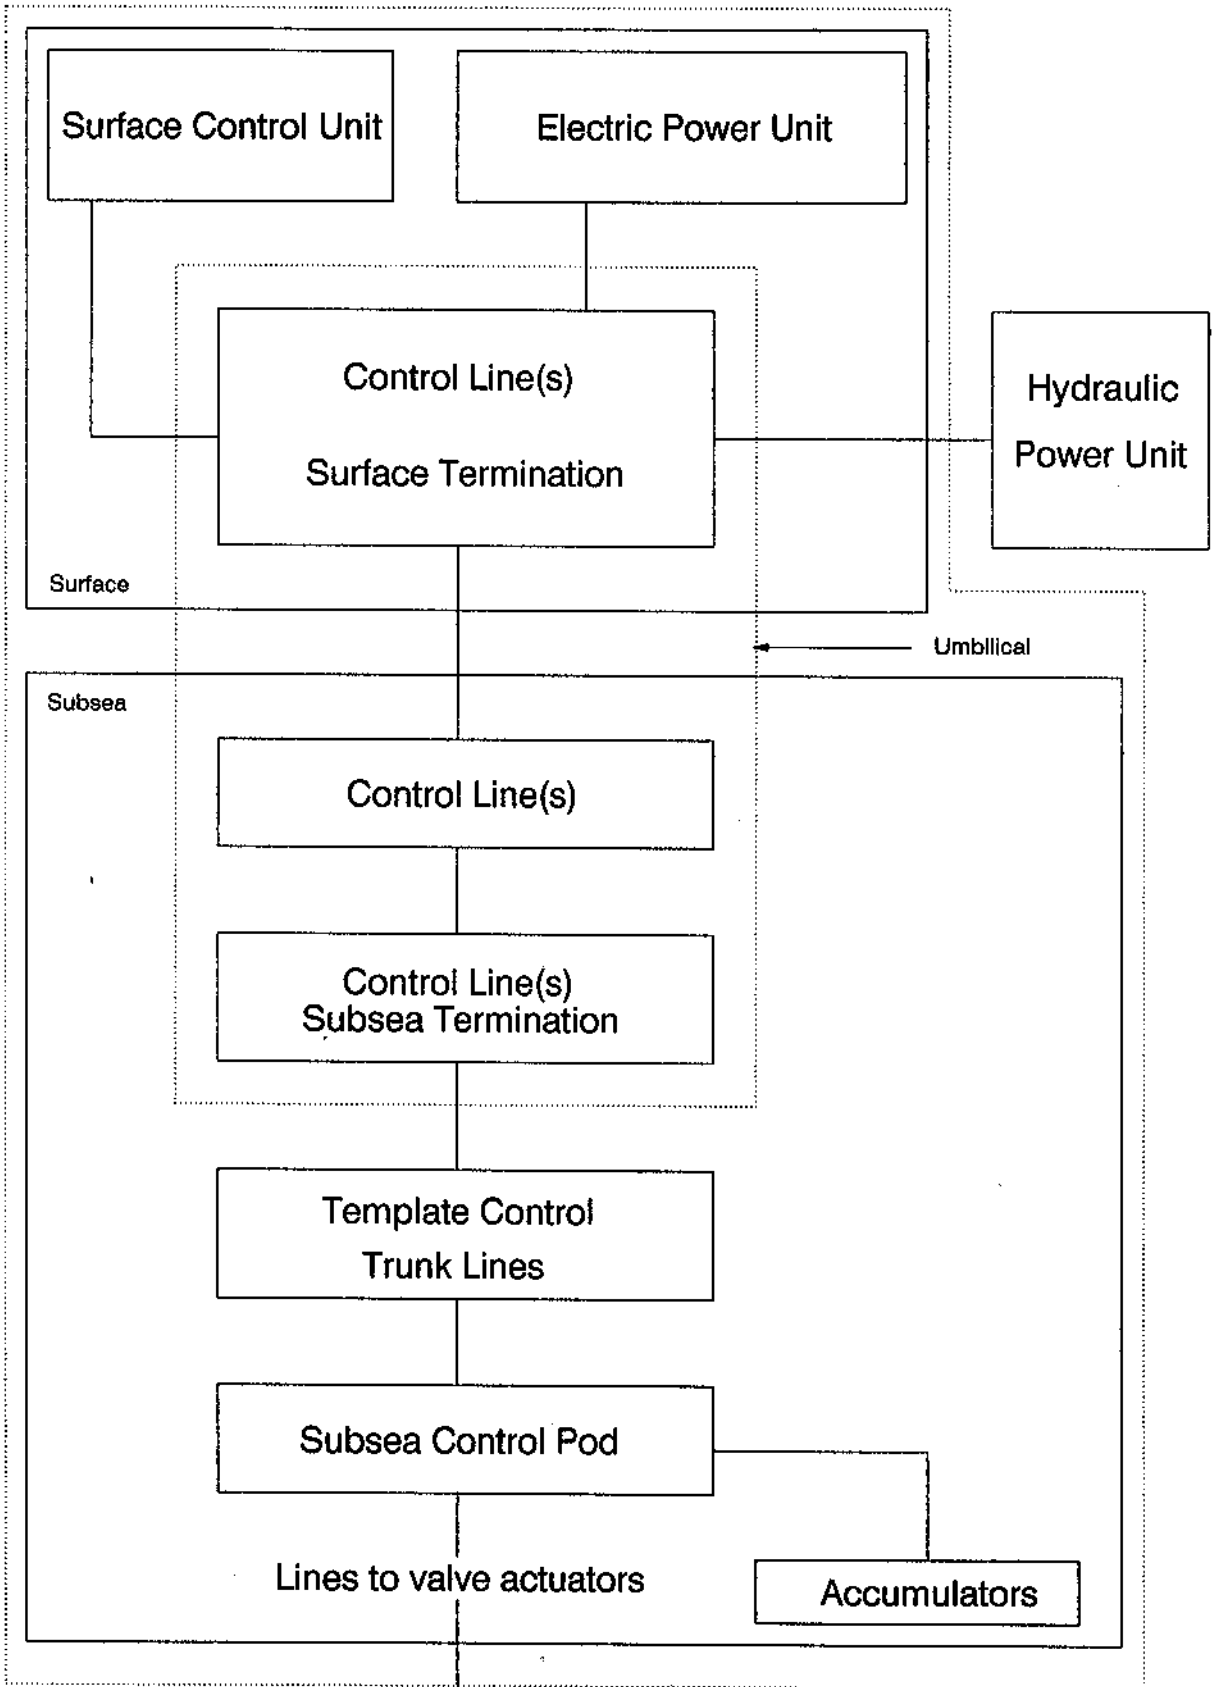 Surface Control Unit
Electric Power Unit
Control Line(s)
Surface Termination
Hydraulic
Power Unit
Surface
Umbilical
Subsea
Control Line(s)
Control Line(s)
Subsea Termination
Template Control
Trunk Lines
Subsea Control Pod
Lines to valve actuators
Accumulators